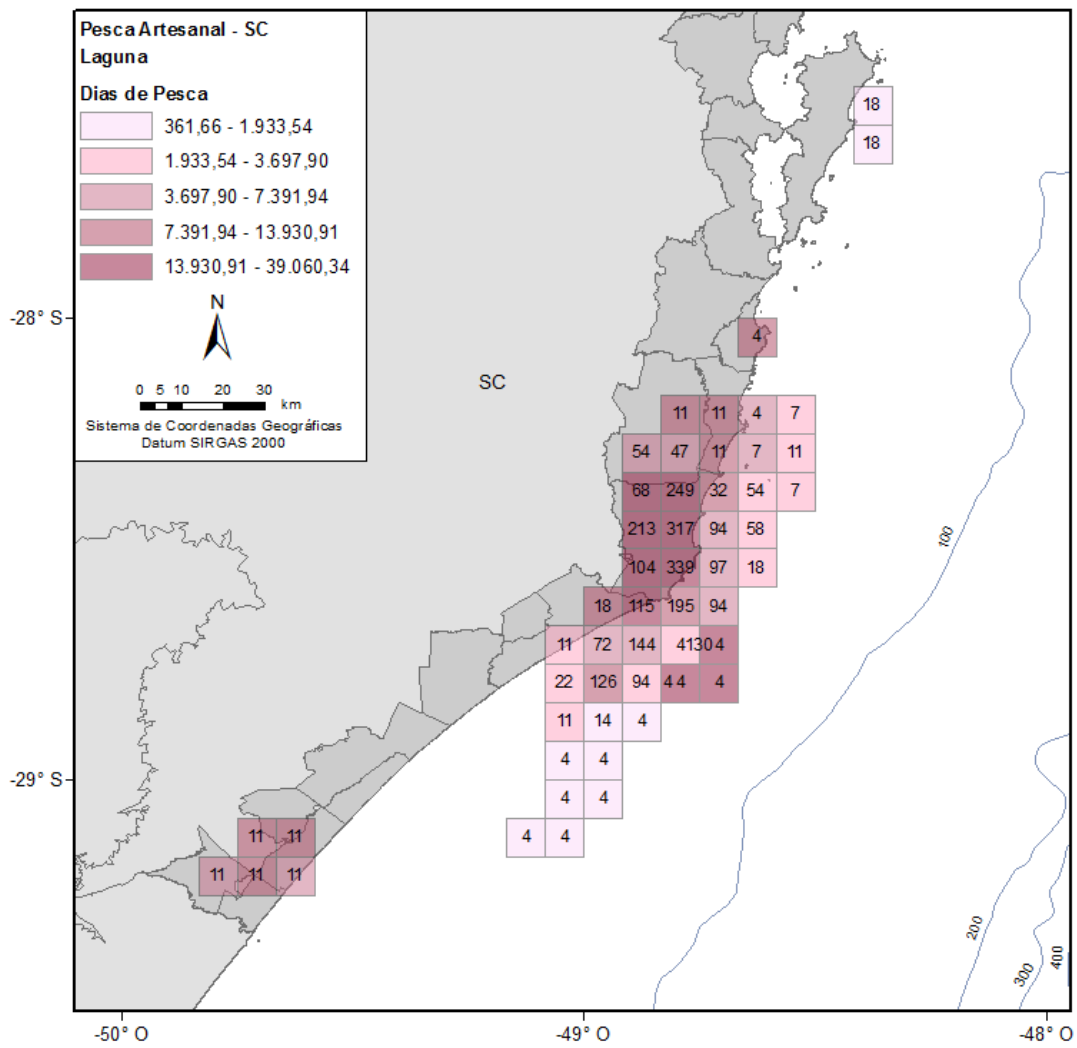 Pesca Artesanal - SC
Laguna
Dias de Pesca
361,66 - 1.933,54
1.933,54 - 3.697,90
3.697,90 - 7.391,94
7.391,94 - 13.930,91
13.930,91 - 39.060,34
N
0 5 10 20 30
km
Sistema de Coordenadas Geográficas
Datum SIRGAS 2000
18
18
-28° S
4
SC
11 11 4 7
54 47 11 7 11
68 249 32 54 7
213 317 94 58
100
104 339 97 18
18 115 195 94
11 72 144 4130 4
22 126 94 4 4 4
11 14 4
4 4
-29° S
4 4
4 4
11 11
11 11 11
200
300
400
-50° O
-49° O
-48° O